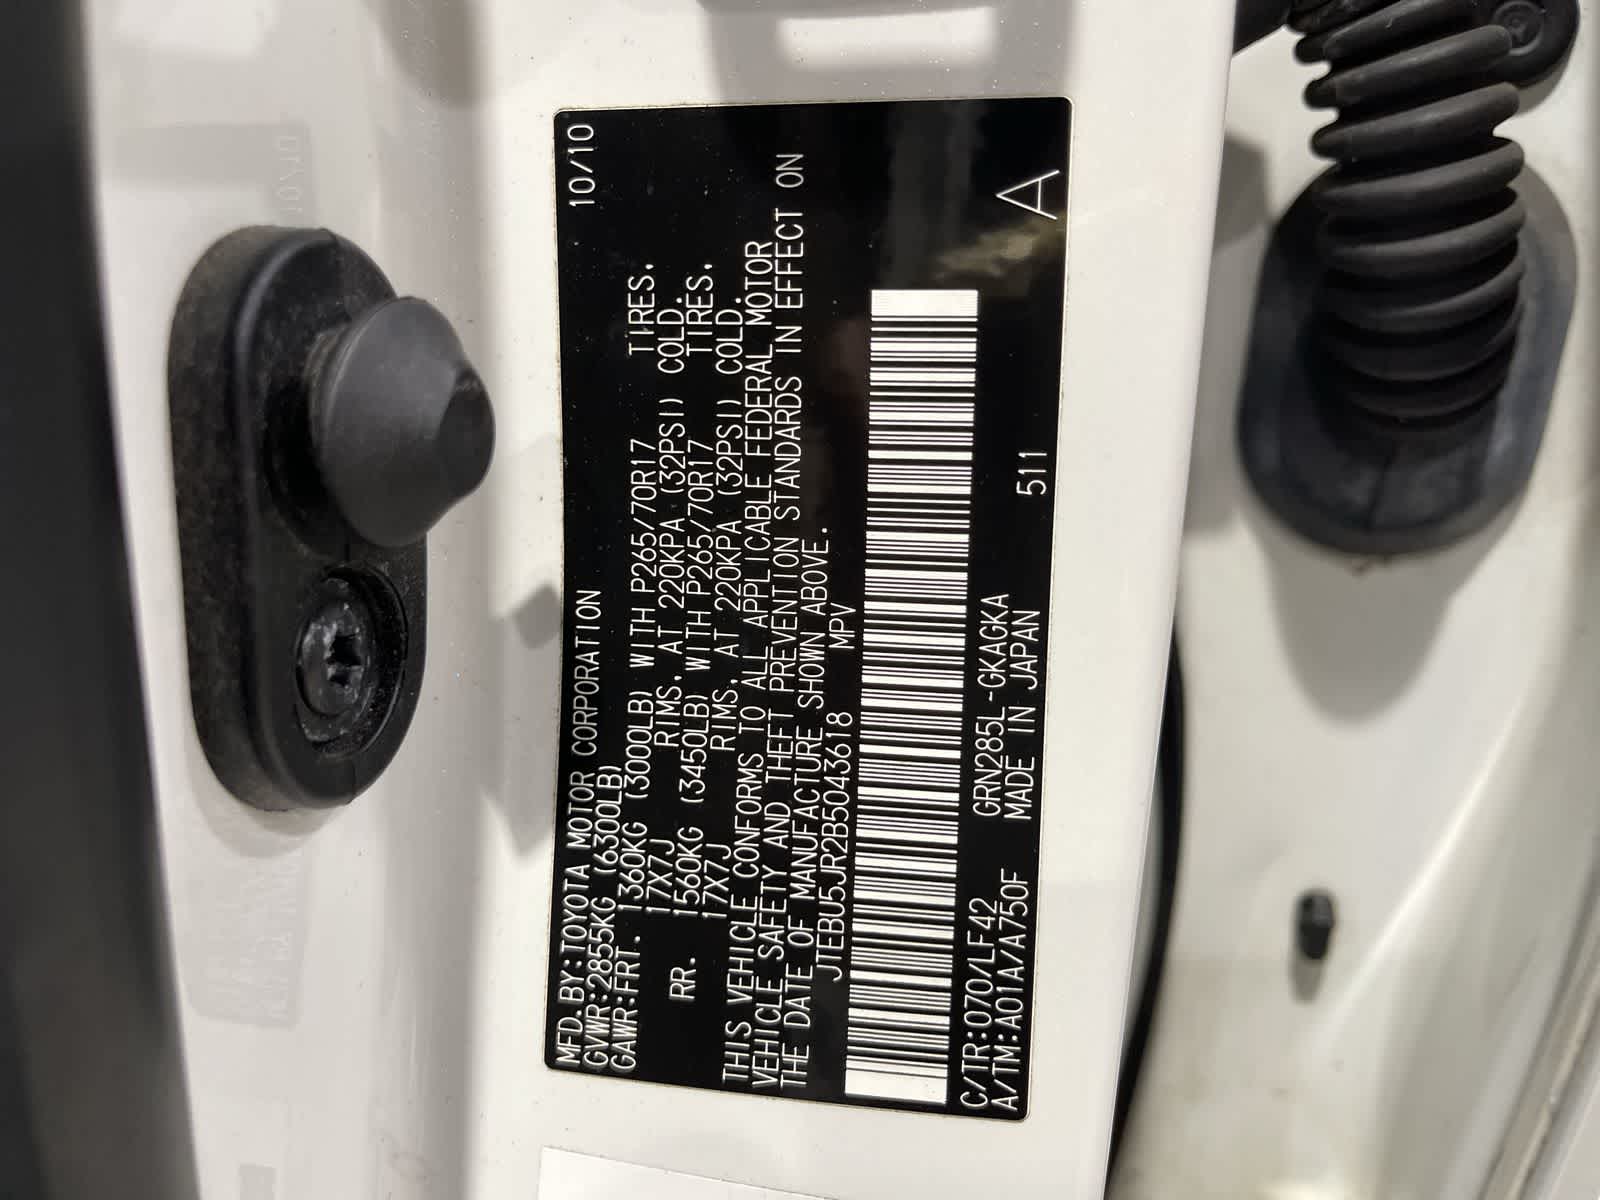 MFD.BY:TOYOTA MOTOR CORPORATION 10/10
GVWR:2855KG (6300LB)
GAWR:FRT. 1360KG (3000LB) WITH P265/70R17 TIRES.
17X7J RIMS, AT 220KPA (32PSI) COLD.
RR. 1560KG (3450LB) WITH P265/70R17 TIRES.
17X7J RIMS, AT 220KPA (32PSI) COLD.
THIS VEHICLE CONFORMS TO ALL APPLICABLE FEDERAL MOTOR
VEHICLE SAFETY AND THEFT PREVENTION STANDARDS IN EFFECT ON
THE DATE OF MANUFACTURE SHOWN ABOVE.
JTEBU5JR2B5043618 MPV
C/TR:070/LF42 GRN285L-GKAGKA
A/TM:A01A/A750F MADE IN JAPAN 511 A